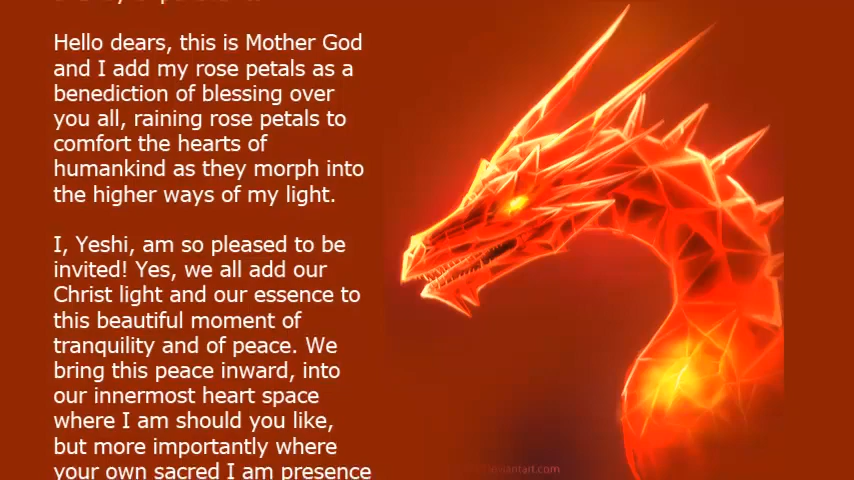 Hello dears, this is Mother God
and I add my rose petals as a
benediction of blessing over
you all, raining rose petals to
comfort the hearts of
humankind as they morph into
the higher ways of my light.
I, Yeshi, am so pleased to be
invited! Yes, we all add our
Christ light and our essence to
this beautiful moment of
tranquility and of peace. We
bring this peace inward, into
our innermost heart space
where I am should you like,
but more importantly where
your own sacred I am presence